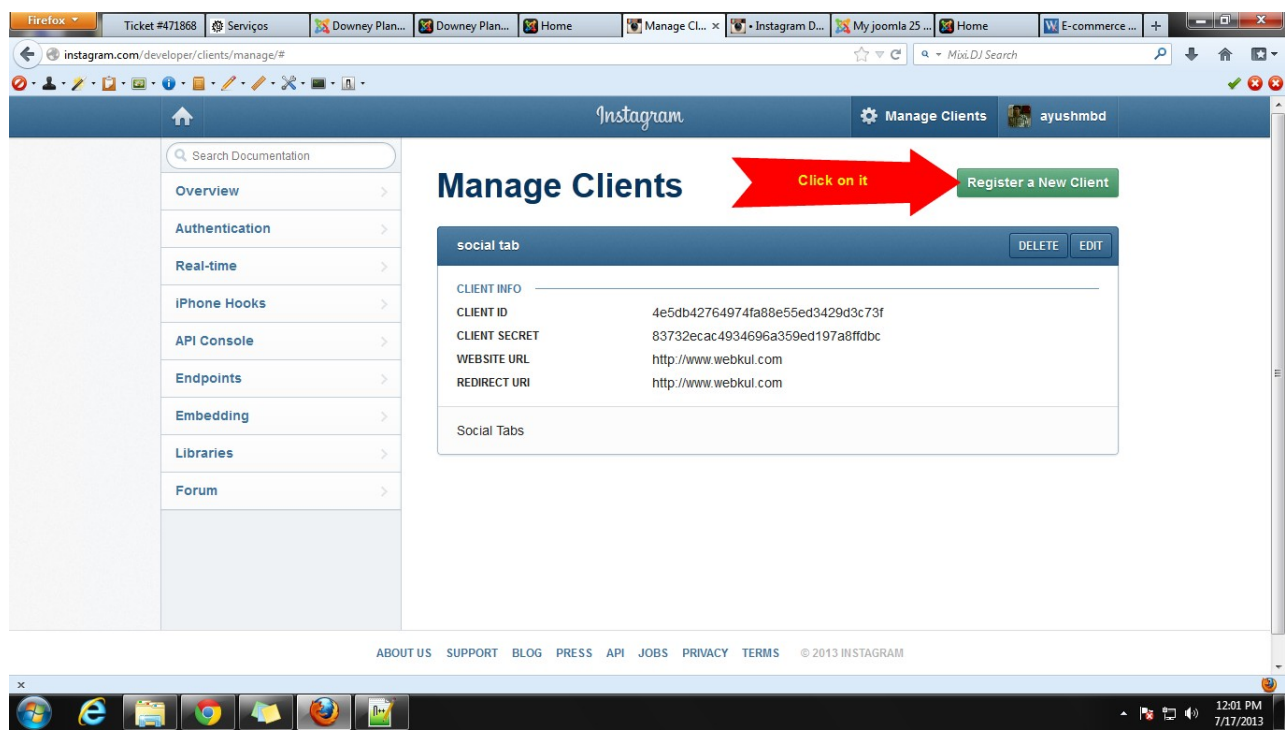 Firefox
Ticket #471868
Serviços
Downey Plan...
Downey Plan...
Home
Manage Cl... ×
• Instagram D...
My joomla 25 ...
Home
E-commerce ...
instagram.com/developer/clients/manage/#
Mixi.DJ Search
Instagram
Manage Clients
ayushmbd
Search Documentation
Overview
Authentication
Real-time
iPhone Hooks
API Console
Endpoints
Embedding
Libraries
Forum
Manage Clients
Click on it
Register a New Client
social tab
DELETE EDIT
CLIENT INFO
CLIENT ID 4e5db42764974fa88e55ed3429d3c73f
CLIENT SECRET 83732ecac4934696a359ed197a8ffdbc
WEBSITE URL http://www.webkul.com
REDIRECT URI http://www.webkul.com
Social Tabs
ABOUT US SUPPORT BLOG PRESS API JOBS PRIVACY TERMS © 2013 INSTAGRAM
12:01 PM
7/17/2013